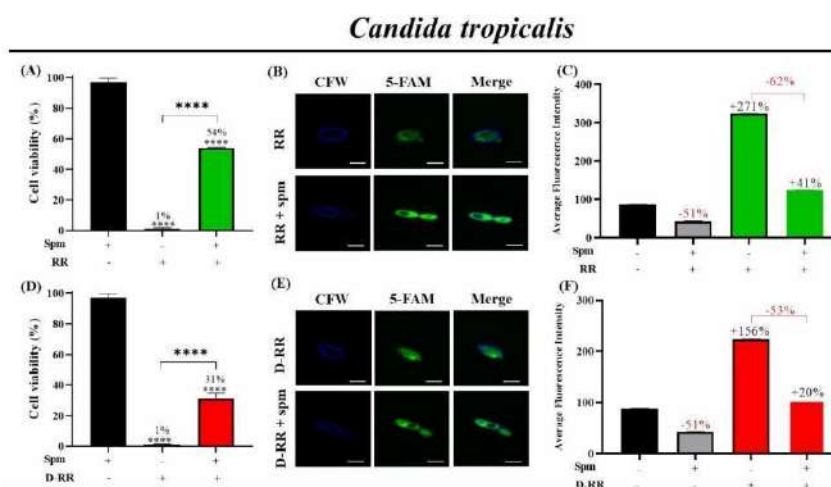 Candida tropicalis
(A)
Cell viability (%)
100
80
60
40
20
0
****
1%
****
54%
****
Spm + - +
RR - + +
(B)
CFW 5-FAM Merge
RR
RR + spm
(C)
Average Fluorescence Intensity
400
300
200
100
0
-51%
+271%
-62%
+41%
Spm - + - +
RR - - + +
(D)
Cell viability (%)
100
80
60
40
20
0
****
1%
****
31%
****
Spm + - +
D-RR - + +
(E)
CFW 5-FAM Merge
D-RR
D-RR + spm
(F)
Average Fluorescence Intensity
300
200
100
0
-51%
+156%
-53%
+20%
Spm - + - +
D-RR - - + +